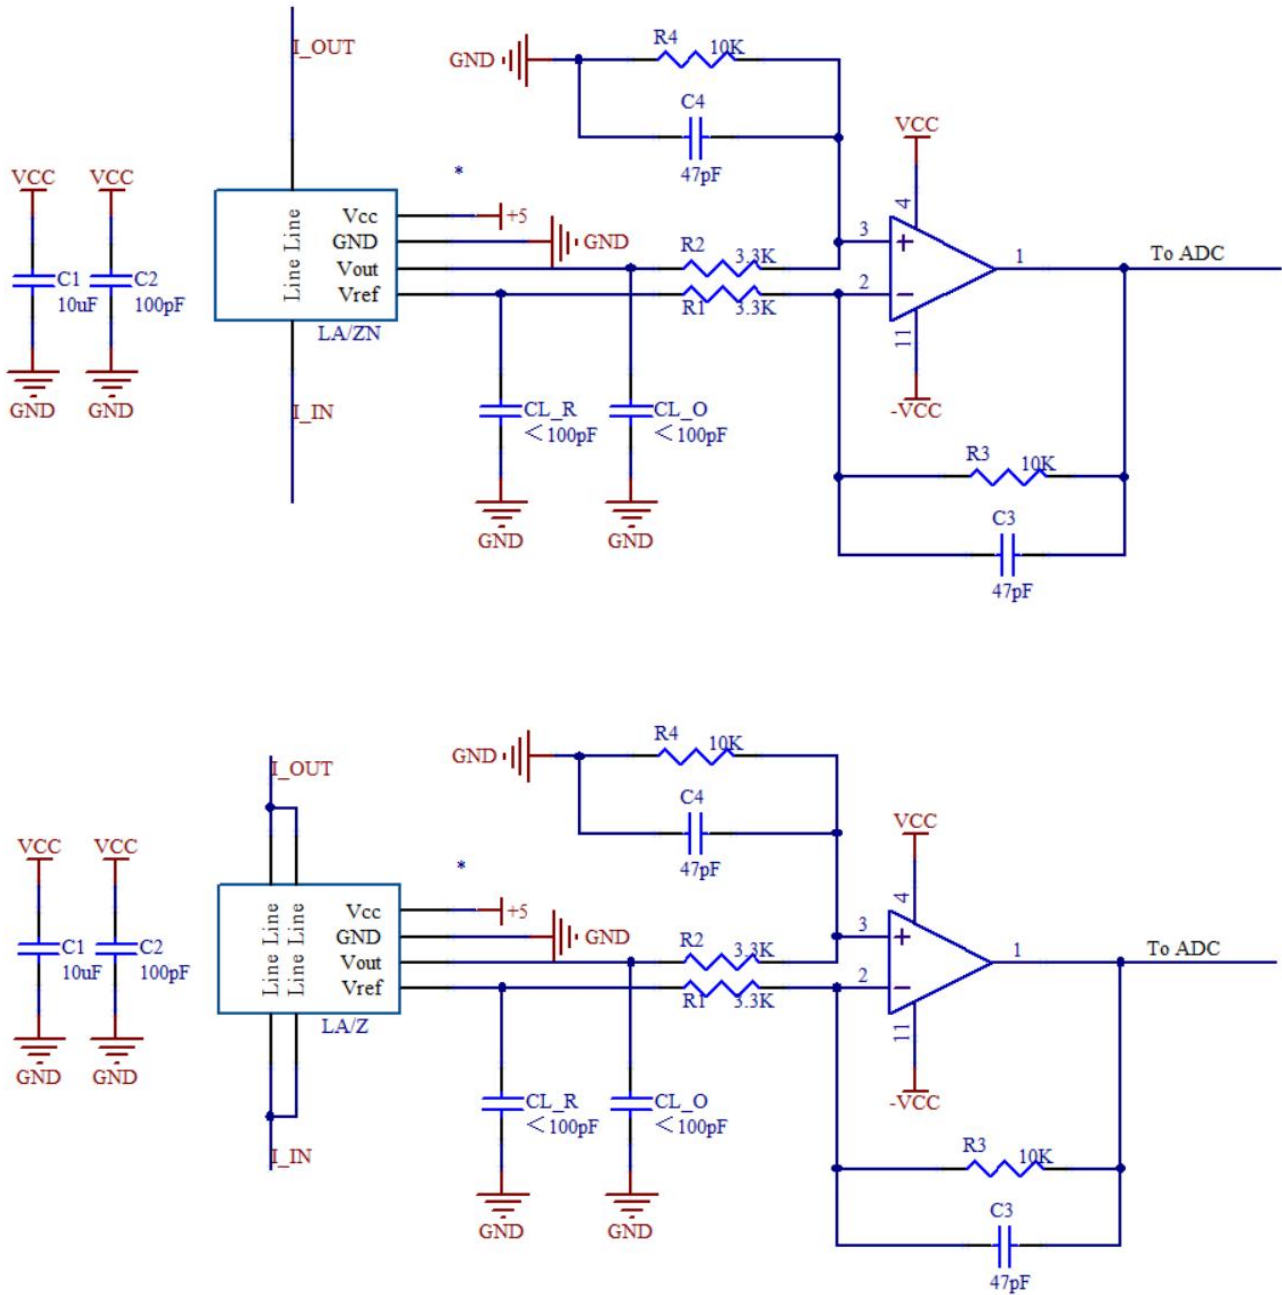 I_OUT
GND
R4
10K
C4
47pF
VCC
VCC
VCC
*
Line Line
Vcc
GND
Vout
Vref
LA/ZN
+5
GND
R2
3.3K
R1
3.3K
3
2
4
11
1
To ADC
-VCC
C1
10uF
C2
100pF
GND
GND
I_IN
CL_R
<100pF
CL_O
<100pF
GND
GND
R3
10K
C3
47pF
I_OUT
GND
R4
10K
C4
47pF
VCC
VCC
VCC
*
Line Line
Line Line
Vcc
GND
Vout
Vref
LA/Z
+5
GND
R2
3.3K
R1
3.3K
3
2
4
11
1
To ADC
-VCC
C1
10uF
C2
100pF
GND
GND
I_IN
CL_R
<100pF
CL_O
<100pF
GND
GND
R3
10K
C3
47pF